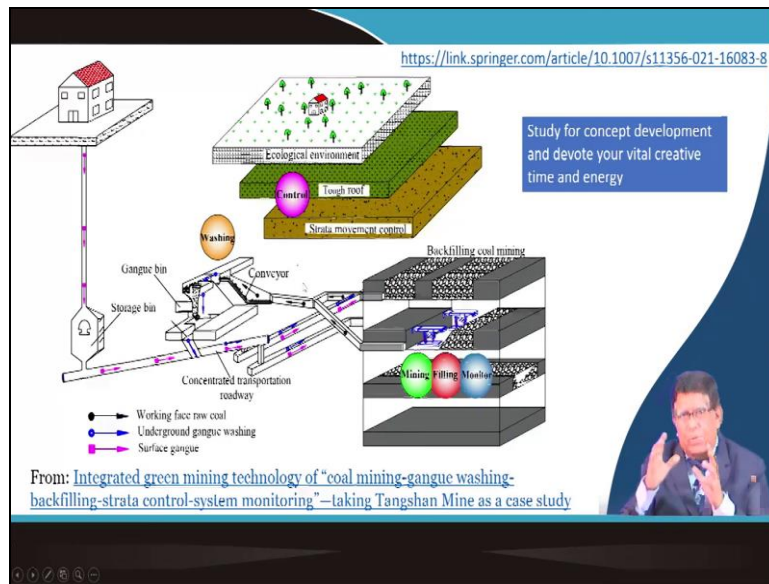 https://link.springer.com/article/10.1007/s11356-021-16083-8
Study for concept development
and devote your vital creative
time and energy
Ecological environment
Tough roof
Control
Strata movement control
Washing
Backfilling coal mining
Gangue bin
Conveyor
Storage bin
Concentrated transportation
roadway
Mining
Filling
Monitor
Working face raw coal
Underground gangue washing
Surface gangue
From: Integrated green mining technology of “coal mining-gangue washing-
backfilling-strata control-system monitoring”—taking Tangshan Mine as a case study